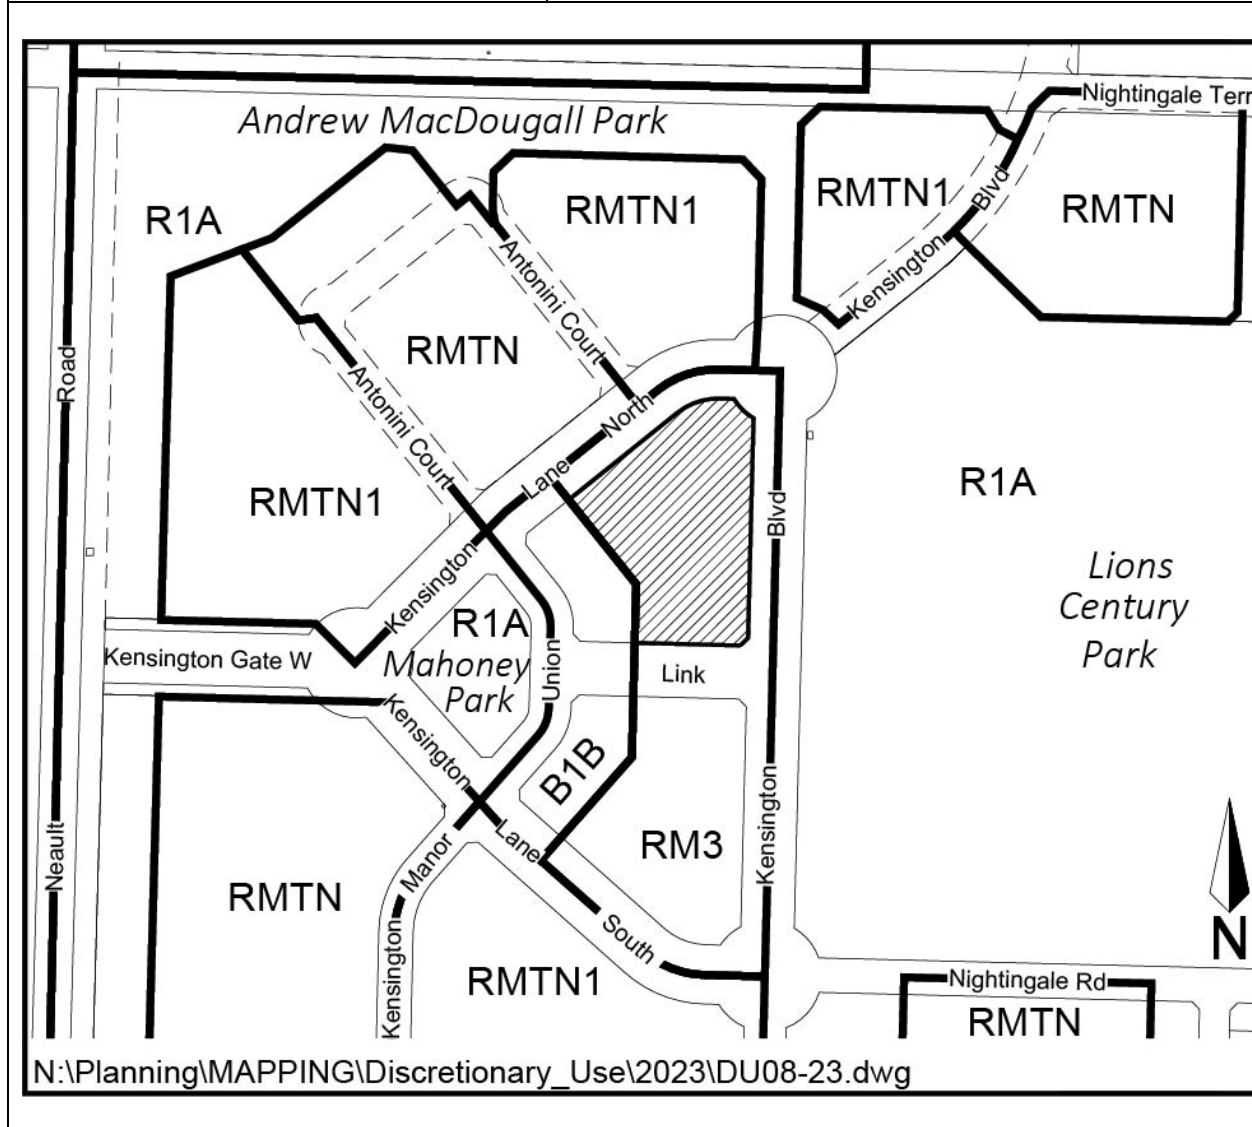 Nightingale Terr
Andrew MacDougall Park
RMTN1
RMTN
R1A
RMTN1
Kensington
Blvd
Antonini Court
RMTN
Antonini Court
Road
North
Lane
RMTN1
R1A
Blvd
Kensington
Lions
Century
Park
R1A
Mahoney
Park
Kensington Gate W
Union
Link
Kensington
B1B
Lane
RM3
Kensington
Neault
Manor
RMTN
South
Kensington
RMTN1
N
Nightingale Rd
RMTN
N:\Planning\MAPPING\Discretionary_Use\2023\DU08-23.dwg